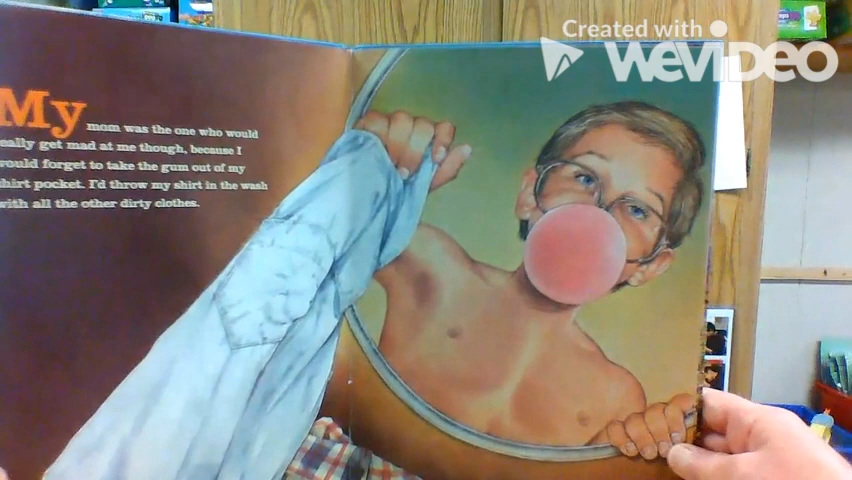 Created with
WEVIDEO
My mom was the one who would
eally get mad at me though, because I
would forget to take the gum out of my
shirt pocket. I'd throw my shirt in the wash
with all the other dirty clothes.